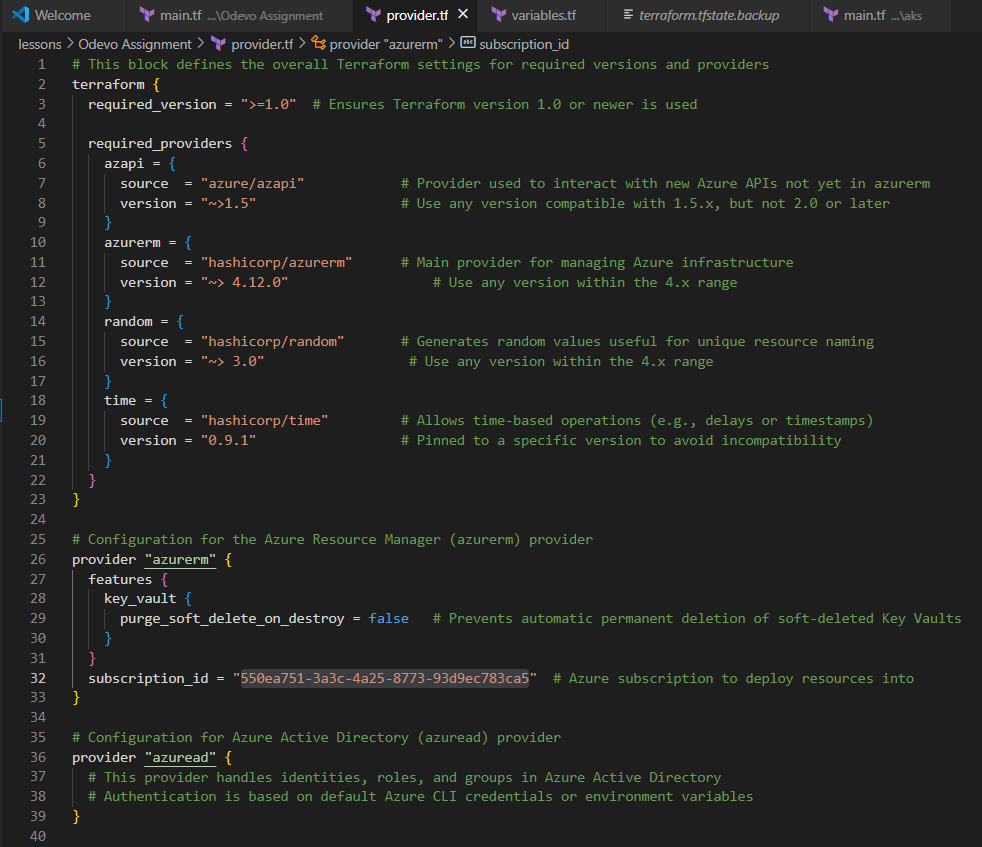 Welcome main.tf ...\Odevo Assignment provider.tf variables.tf terraform.tfstate.backup main.tf ...\aks
lessons > Odevo Assignment > provider.tf > provider "azurerm" > subscription_id
1 # This block defines the overall Terraform settings for required versions and providers
2 terraform {
3   required_version = ">=1.0"  # Ensures Terraform version 1.0 or newer is used
4
5   required_providers {
6     azapi = {
7       source  = "azure/azapi"            # Provider used to interact with new Azure APIs not yet in azurerm
8       version = "~>1.5"                  # Use any version compatible with 1.5.x, but not 2.0 or later
9     }
10     azurerm = {
11       source  = "hashicorp/azurerm"      # Main provider for managing Azure infrastructure
12       version = "~> 4.12.0"                  # Use any version within the 4.x range
13     }
14     random = {
15       source  = "hashicorp/random"       # Generates random values useful for unique resource naming
16       version = "~> 3.0"                  # Use any version within the 4.x range
17     }
18     time = {
19       source  = "hashicorp/time"         # Allows time-based operations (e.g., delays or timestamps)
20       version = "0.9.1"                  # Pinned to a specific version to avoid incompatibility
21     }
22   }
23 }
24
25 # Configuration for the Azure Resource Manager (azurerm) provider
26 provider "azurerm" {
27   features {
28     key_vault {
29       purge_soft_delete_on_destroy = false   # Prevents automatic permanent deletion of soft-deleted Key Vaults
30     }
31   }
32   subscription_id = "550ea751-3a3c-4a25-8773-93d9ec783ca5"  # Azure subscription to deploy resources into
33 }
34
35 # Configuration for Azure Active Directory (azuread) provider
36 provider "azuread" {
37   # This provider handles identities, roles, and groups in Azure Active Directory
38   # Authentication is based on default Azure CLI credentials or environment variables
39 }
40